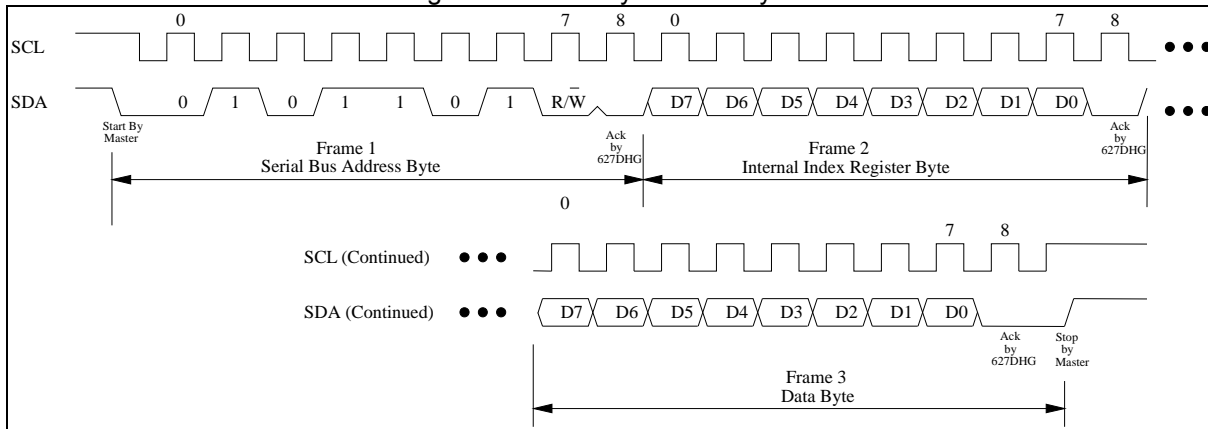 0 7 8 0 7 8
SCL
SDA 0 1 0 1 1 0 1 R/W̅ D7 D6 D5 D4 D3 D2 D1 D0
Start By
Master
Ack
by
627DHG
Ack
by
627DHG
Frame 1
Serial Bus Address Byte
Frame 2
Internal Index Register Byte
0
7 8
SCL (Continued)
SDA (Continued) D7 D6 D5 D4 D3 D2 D1 D0
Ack
by
627DHG
Stop
by
Master
Frame 3
Data Byte